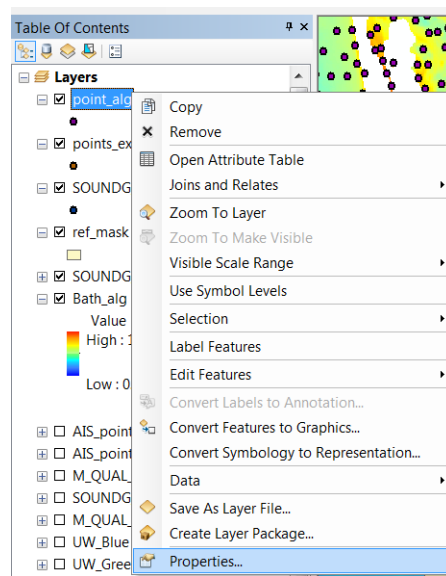 Table Of Contents
Layers
point_alg
points_ex
SOUNDG
ref_mask
SOUNDG
Bath_alg
Value
High : 1
Low : 0
AIS_point
AIS_point
M_QUAL_
SOUNDG
M_QUAL_
UW_Blue
UW_Gree
Copy
Remove
Open Attribute Table
Joins and Relates
Zoom To Layer
Zoom To Make Visible
Visible Scale Range
Use Symbol Levels
Selection
Label Features
Edit Features
Convert Labels to Annotation...
Convert Features to Graphics...
Convert Symbology to Representation...
Data
Save As Layer File...
Create Layer Package...
Properties...